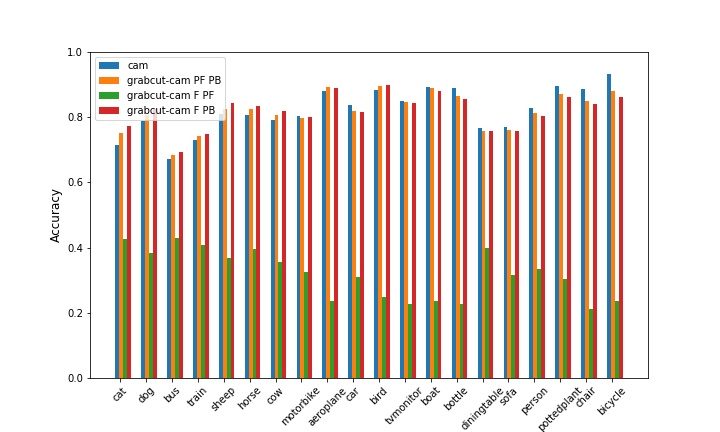 cam
grabcut-cam PF PB
grabcut-cam F PF
grabcut-cam F PB
1.0
0.8
0.6
0.4
0.2
0.0
Accuracy
cat
dog
bus
train
sheep
horse
cow
motorbike
aeroplane
car
bird
tvmonitor
boat
bottle
diningtable
sofa
person
pottedplant
chair
bicycle